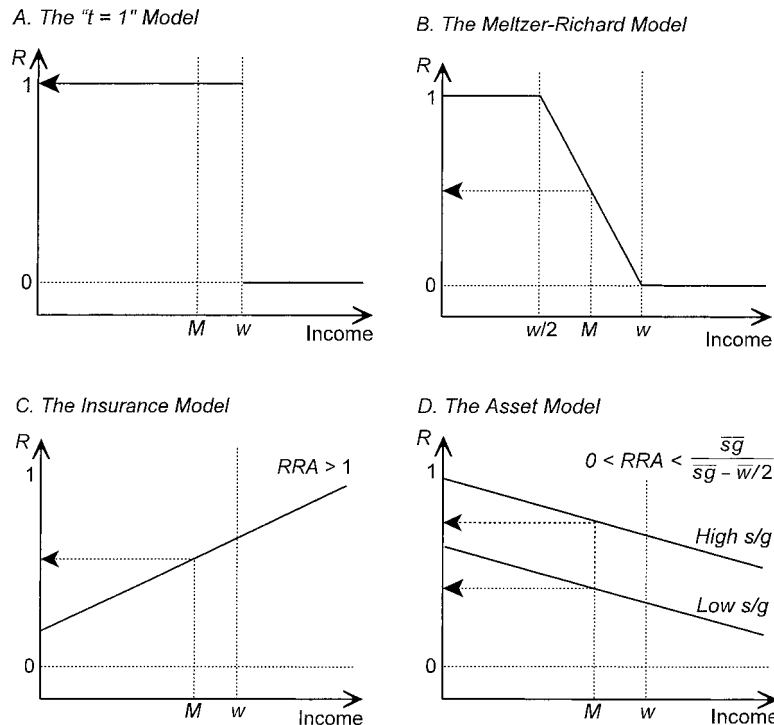 A. The "t = 1" Model
R
1
0
M w Income
B. The Meltzer-Richard Model
R
1
0
w/2 M w Income
C. The Insurance Model
R
1
RRA > 1
0
M w Income
D. The Asset Model
R
1
0 < RRA < s̅g̅ / s̅g̅ – w̅/2
High s/g
Low s/g
0
M w Income